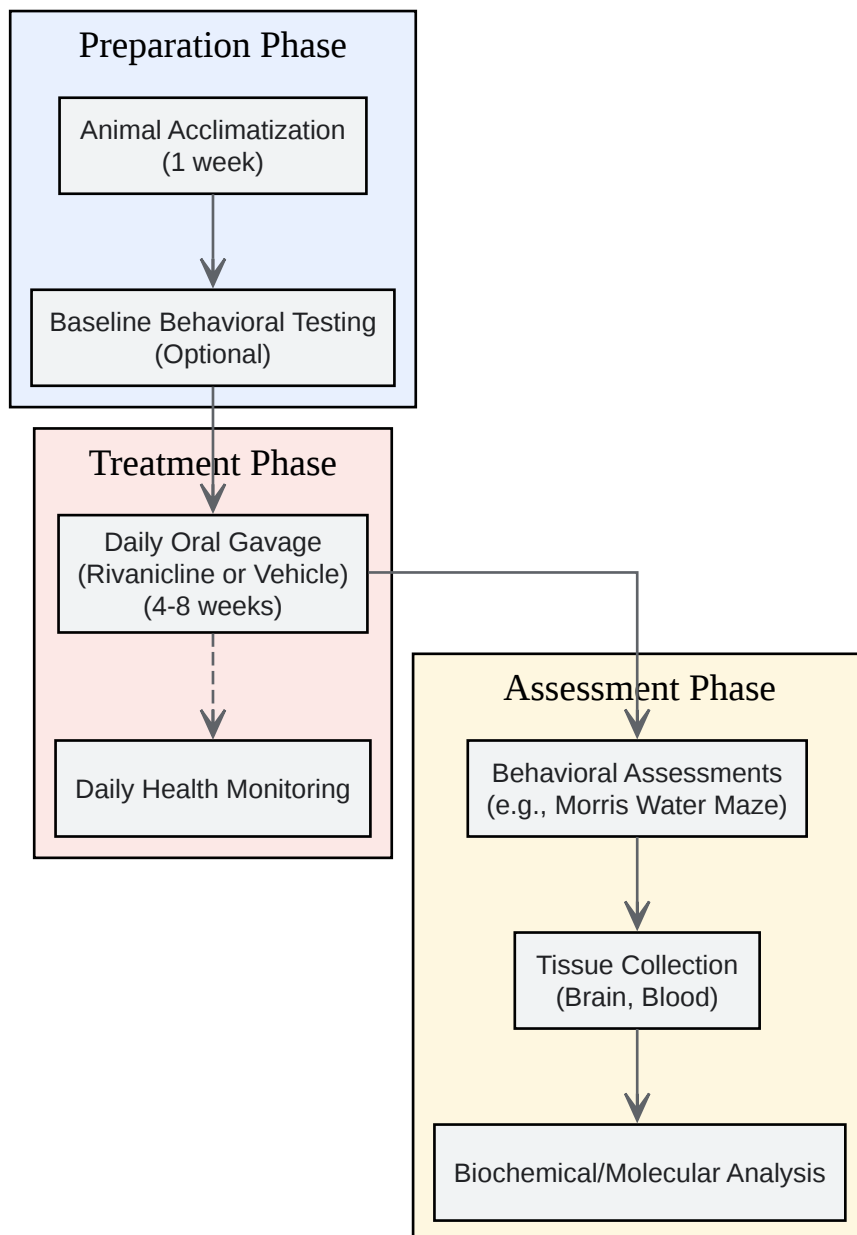 Preparation Phase
Animal Acclimatization
(1 week)
Baseline Behavioral Testing
(Optional)
Treatment Phase
Daily Oral Gavage
(Rivanicline or Vehicle)
(4-8 weeks)
Daily Health Monitoring
Assessment Phase
Behavioral Assessments
(e.g., Morris Water Maze)
Tissue Collection
(Brain, Blood)
Biochemical/Molecular Analysis